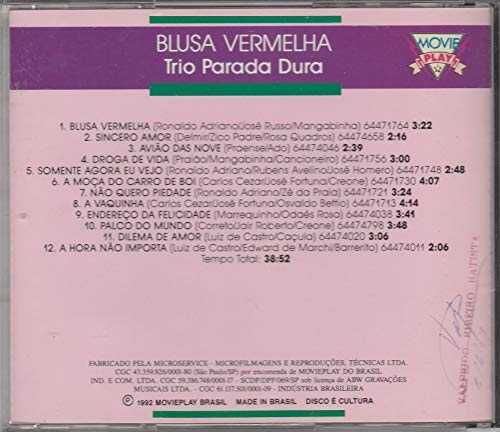 BLUSA VERMELHA
Trio Parada Dura
MOVIE
PLAY
1. BLUSA VERMELHA (Ronaldo Adriano/José Russo/Mangabinha) 64471764 3:22
2. SINCERO AMOR (Delmir/Zico Padre/Rosa Quadros) 64474658 2:16
3. AVIÃO DAS NOVE (Praense/Ado) 64474046 2:39
4. DROGA DE VIDA (Praião/Mangabinha/Cancioneiro) 64471756 3:00
5. SOMENTE AGORA EU VEJO (Ronaldo Adriano/Rubens Avelino/José Homero) 64471748 2:48
6. A MOÇA DO CARRO DE BOI (Carlos Cezar/José Fortuna/Creone) 64471730 4:07
7. NÃO QUERO PIEDADE (Ronaldo Adriano/Zé da Praia) 64471721 3:24
8. A VAQUINHA (Carlos Cezar/José Fortuna/Osvaldo Bettio) 64471713 4:14
9. ENDEREÇO DA FELICIDADE (Marrequinho/Odaés Rosa) 64474038 3:41
10. PALCO DO MUNDO (Correto/Jair Roberto/Creone) 64474798 3:48
11. DILEMA DE AMOR (Luiz de Castro/Caçula) 64474020 3:06
12. A HORA NÃO IMPORTA (Luiz de Castro/Edward de Marchi/Barrerito) 64474011 2:06
Tempo Total: 38:52
FABRICADO PELA MICROSERVICE - MICROFILMAGENS E REPRODUÇÕES, TÉCNICAS LTDA.
CGC 43.359.926/0001-80 (São Paulo/SP) por encomenda de MOVIEPLAY DO BRASIL
IND. E COM. LTDA. CGC 59.386.748/0001-17 - SCDP/DPF/069/SP sob licença de ABW GRAVAÇÕES
MUSICAIS LTDA. - CGC 61.137.501/0001-09 - INDÚSTRIA BRASILEIRA
Ⓟ 1992 MOVIEPLAY BRASIL MADE IN BRASIL DISCO É CULTURA
RIBEIRO BATISTA